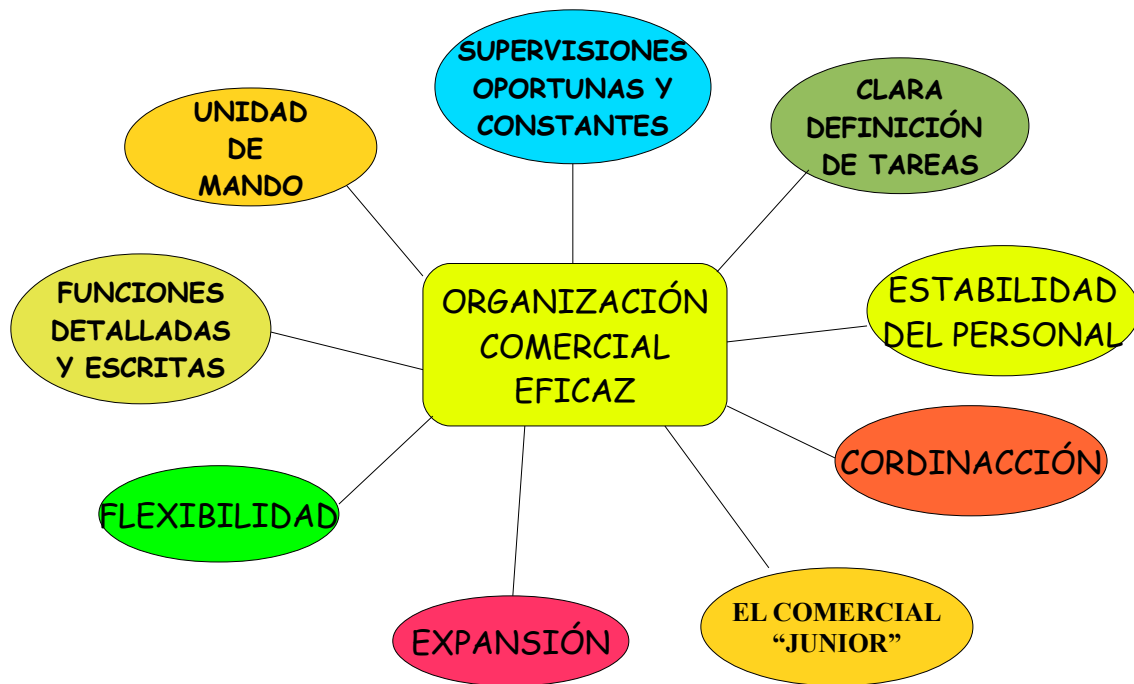 SUPERVISIONES
OPORTUNAS Y
CONSTANTES
UNIDAD
DE
MANDO
CLARA
DEFINICIÓN
DE TAREAS
FUNCIONES
DETALLADAS
Y ESCRITAS
ORGANIZACIÓN
COMERCIAL
EFICAZ
ESTABILIDAD
DEL PERSONAL
CORDINACCIÓN
FLEXIBILIDAD
EL COMERCIAL
“JUNIOR”
EXPANSIÓN